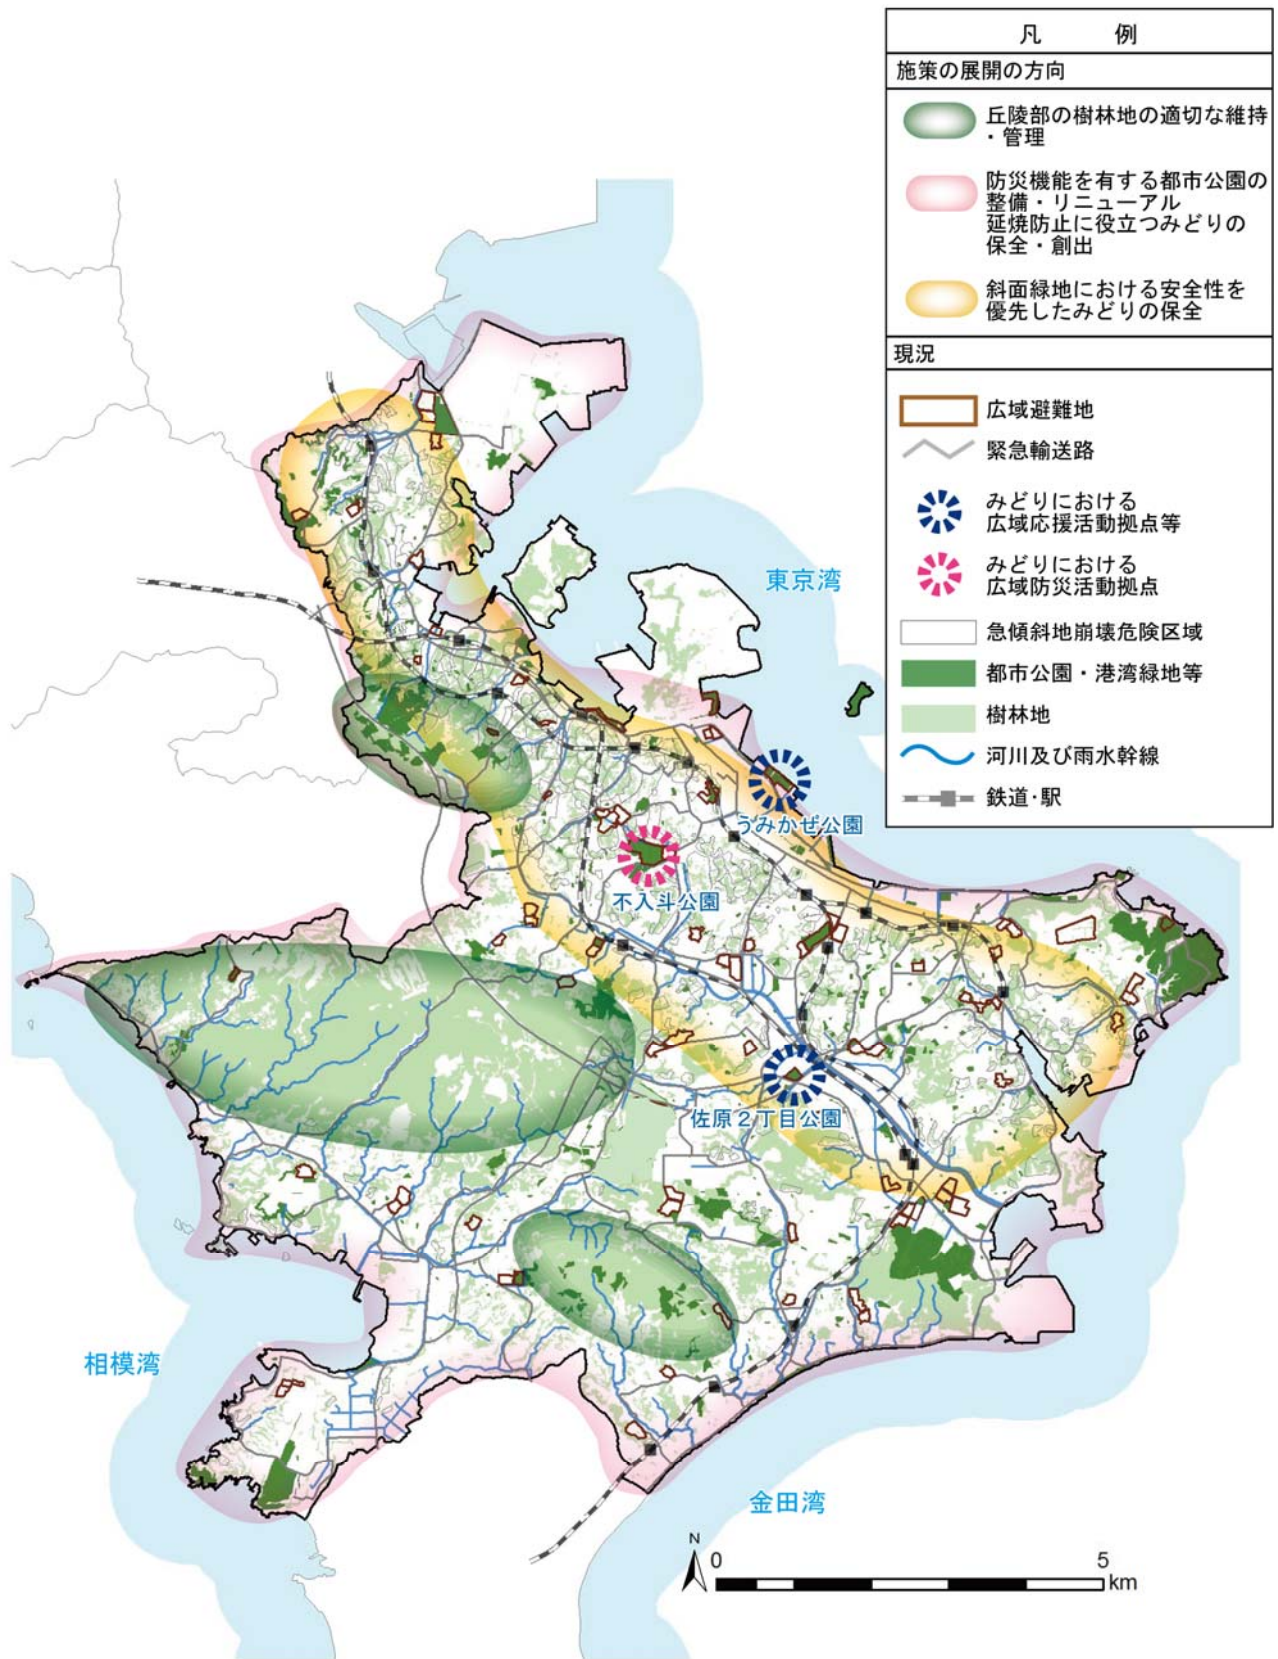 凡 例
施策の展開の方向
丘陵部の樹林地の適切な維持
・管理
防災機能を有する都市公園の
整備・リニューアル
延焼防止に役立つみどりの
保全・創出
斜面緑地における安全性を
優先したみどりの保全
現況
広域避難地
緊急輸送路
みどりにおける
広域応援活動拠点等
みどりにおける
広域防災活動拠点
急傾斜地崩壊危険区域
都市公園・港湾緑地等
樹林地
河川及び雨水幹線
鉄道・駅
東京湾
うみかぜ公園
不入斗公園
佐原2丁目公園
相模湾
金田湾
N
0 5
km